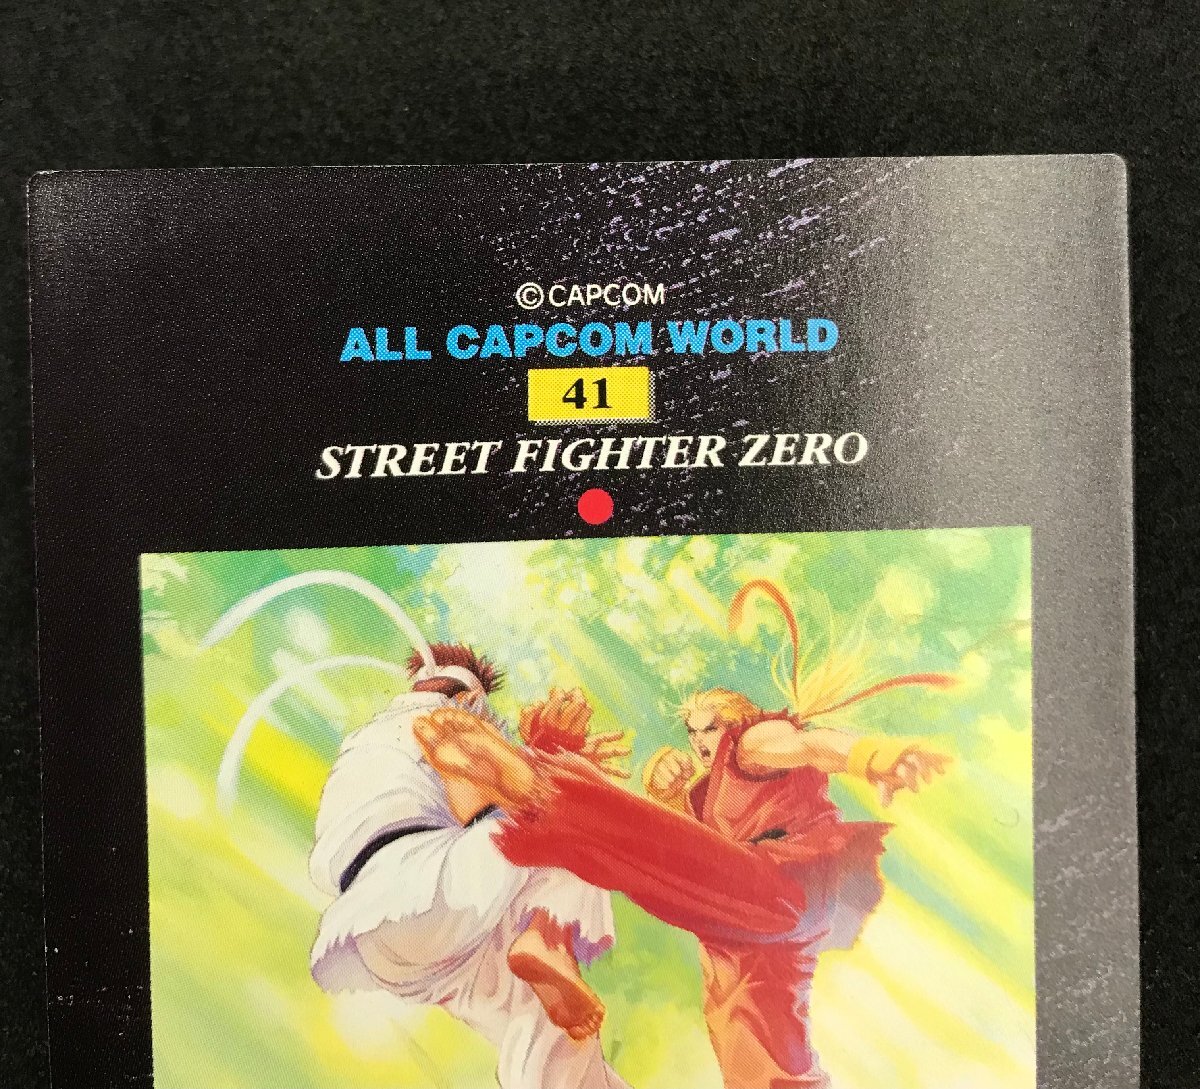 ©CAPCOM
ALL CAPCOM WORLD
41
STREET FIGHTER ZERO